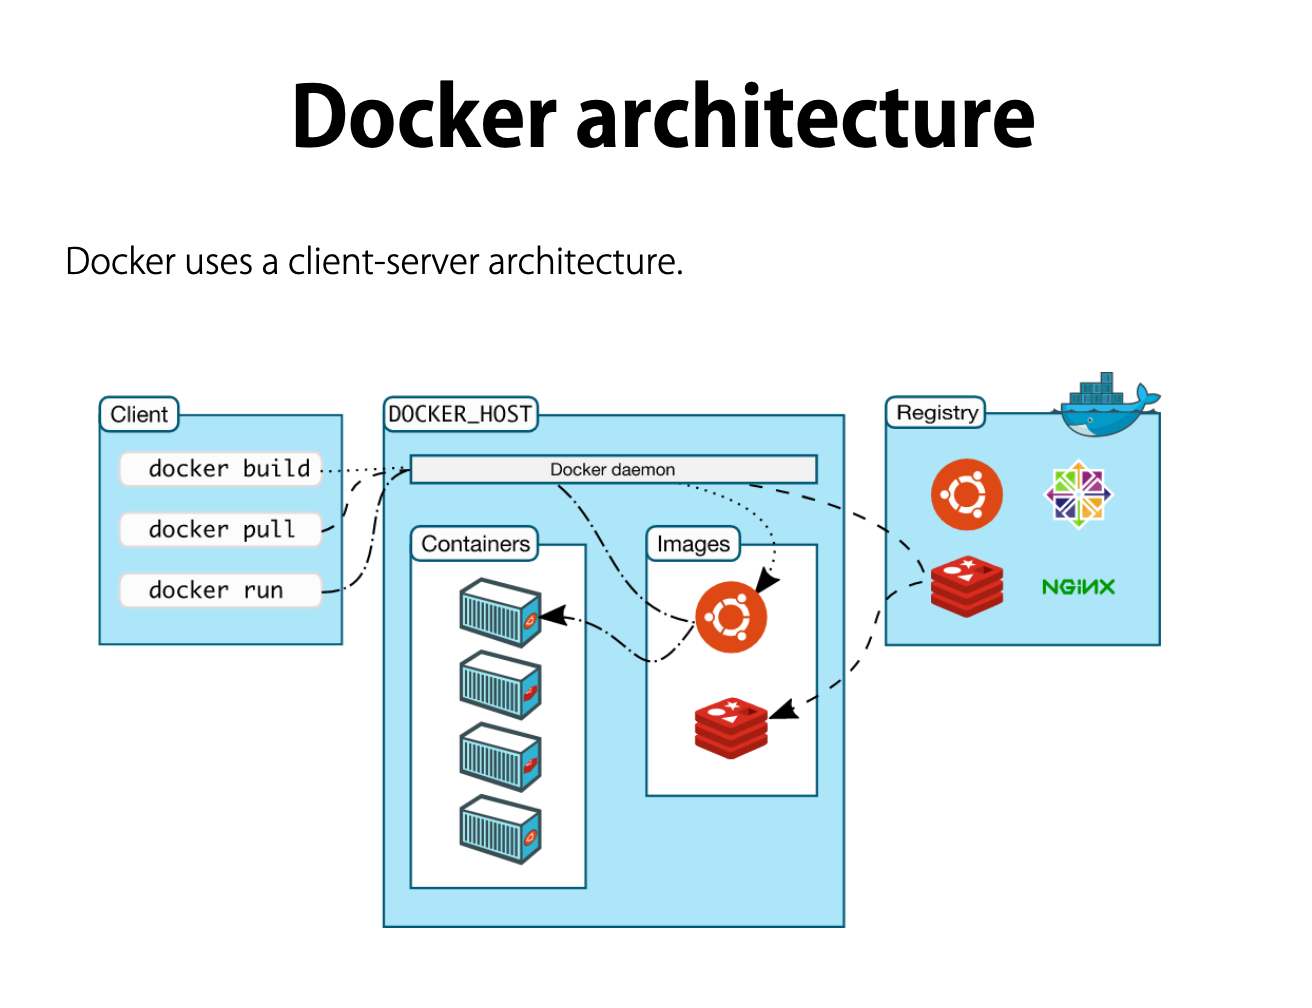 Docker architecture
Docker uses a client-server architecture.
Client
docker build
docker pull
docker run
DOCKER_HOST
Docker daemon
Containers
Images
Registry
NGiNX